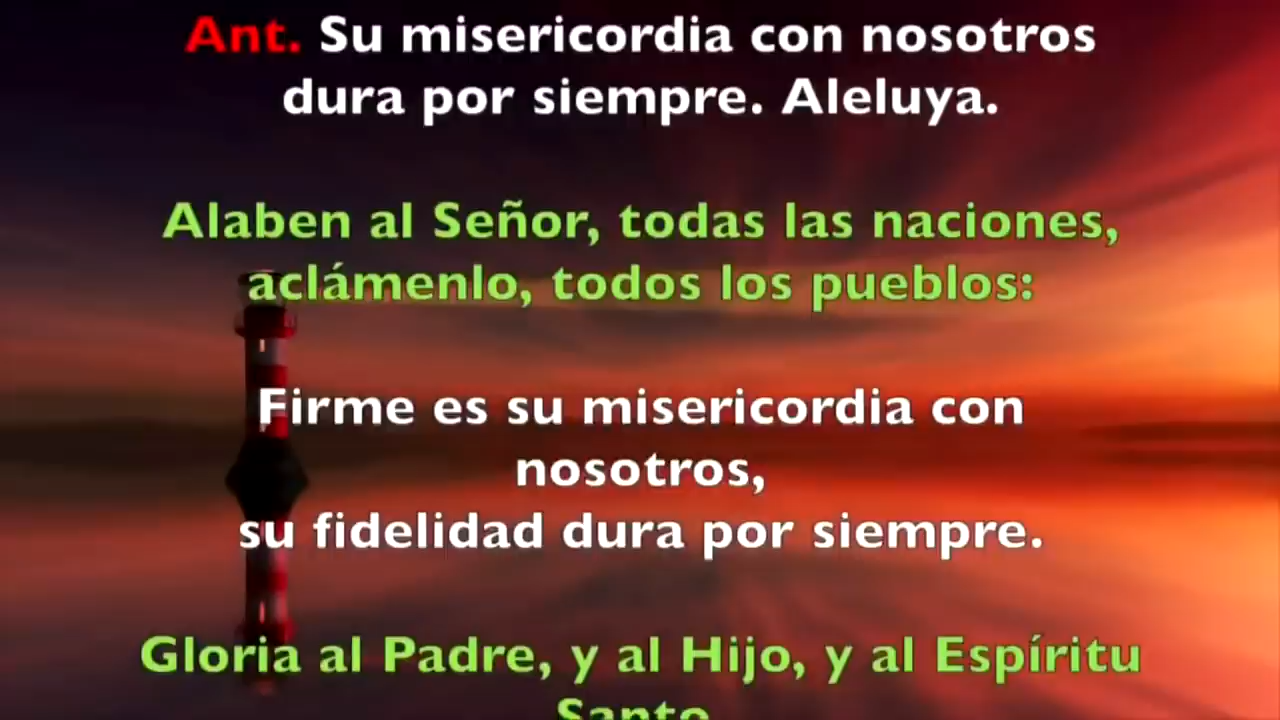 Ant. Su misericordia con nosotros
dura por siempre. Aleluya.
Alaben al Señor, todas las naciones,
aclámenlo, todos los pueblos:
Firme es su misericordia con
nosotros,
su fidelidad dura por siempre.
Gloria al Padre, y al Hijo, y al Espíritu
Santo